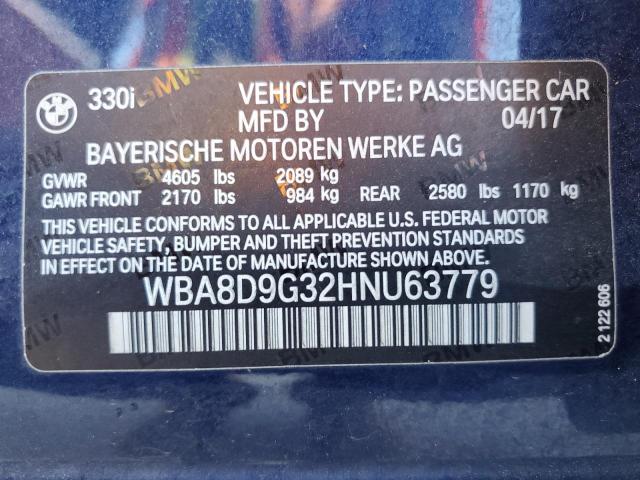 330i VEHICLE TYPE: PASSENGER CAR
MFD BY 04/17
BAYERISCHE MOTOREN WERKE AG
GVWR 4605 lbs 2089 kg
GAWR FRONT 2170 lbs 984 kg REAR 2580 lbs 1170 kg
THIS VEHICLE CONFORMS TO ALL APPLICABLE U.S. FEDERAL MOTOR
VEHICLE SAFETY, BUMPER AND THEFT PREVENTION STANDARDS
IN EFFECT ON THE DATE OF MANUFACTURE SHOWN ABOVE.
WBA8D9G32HNU63779
2 122 606